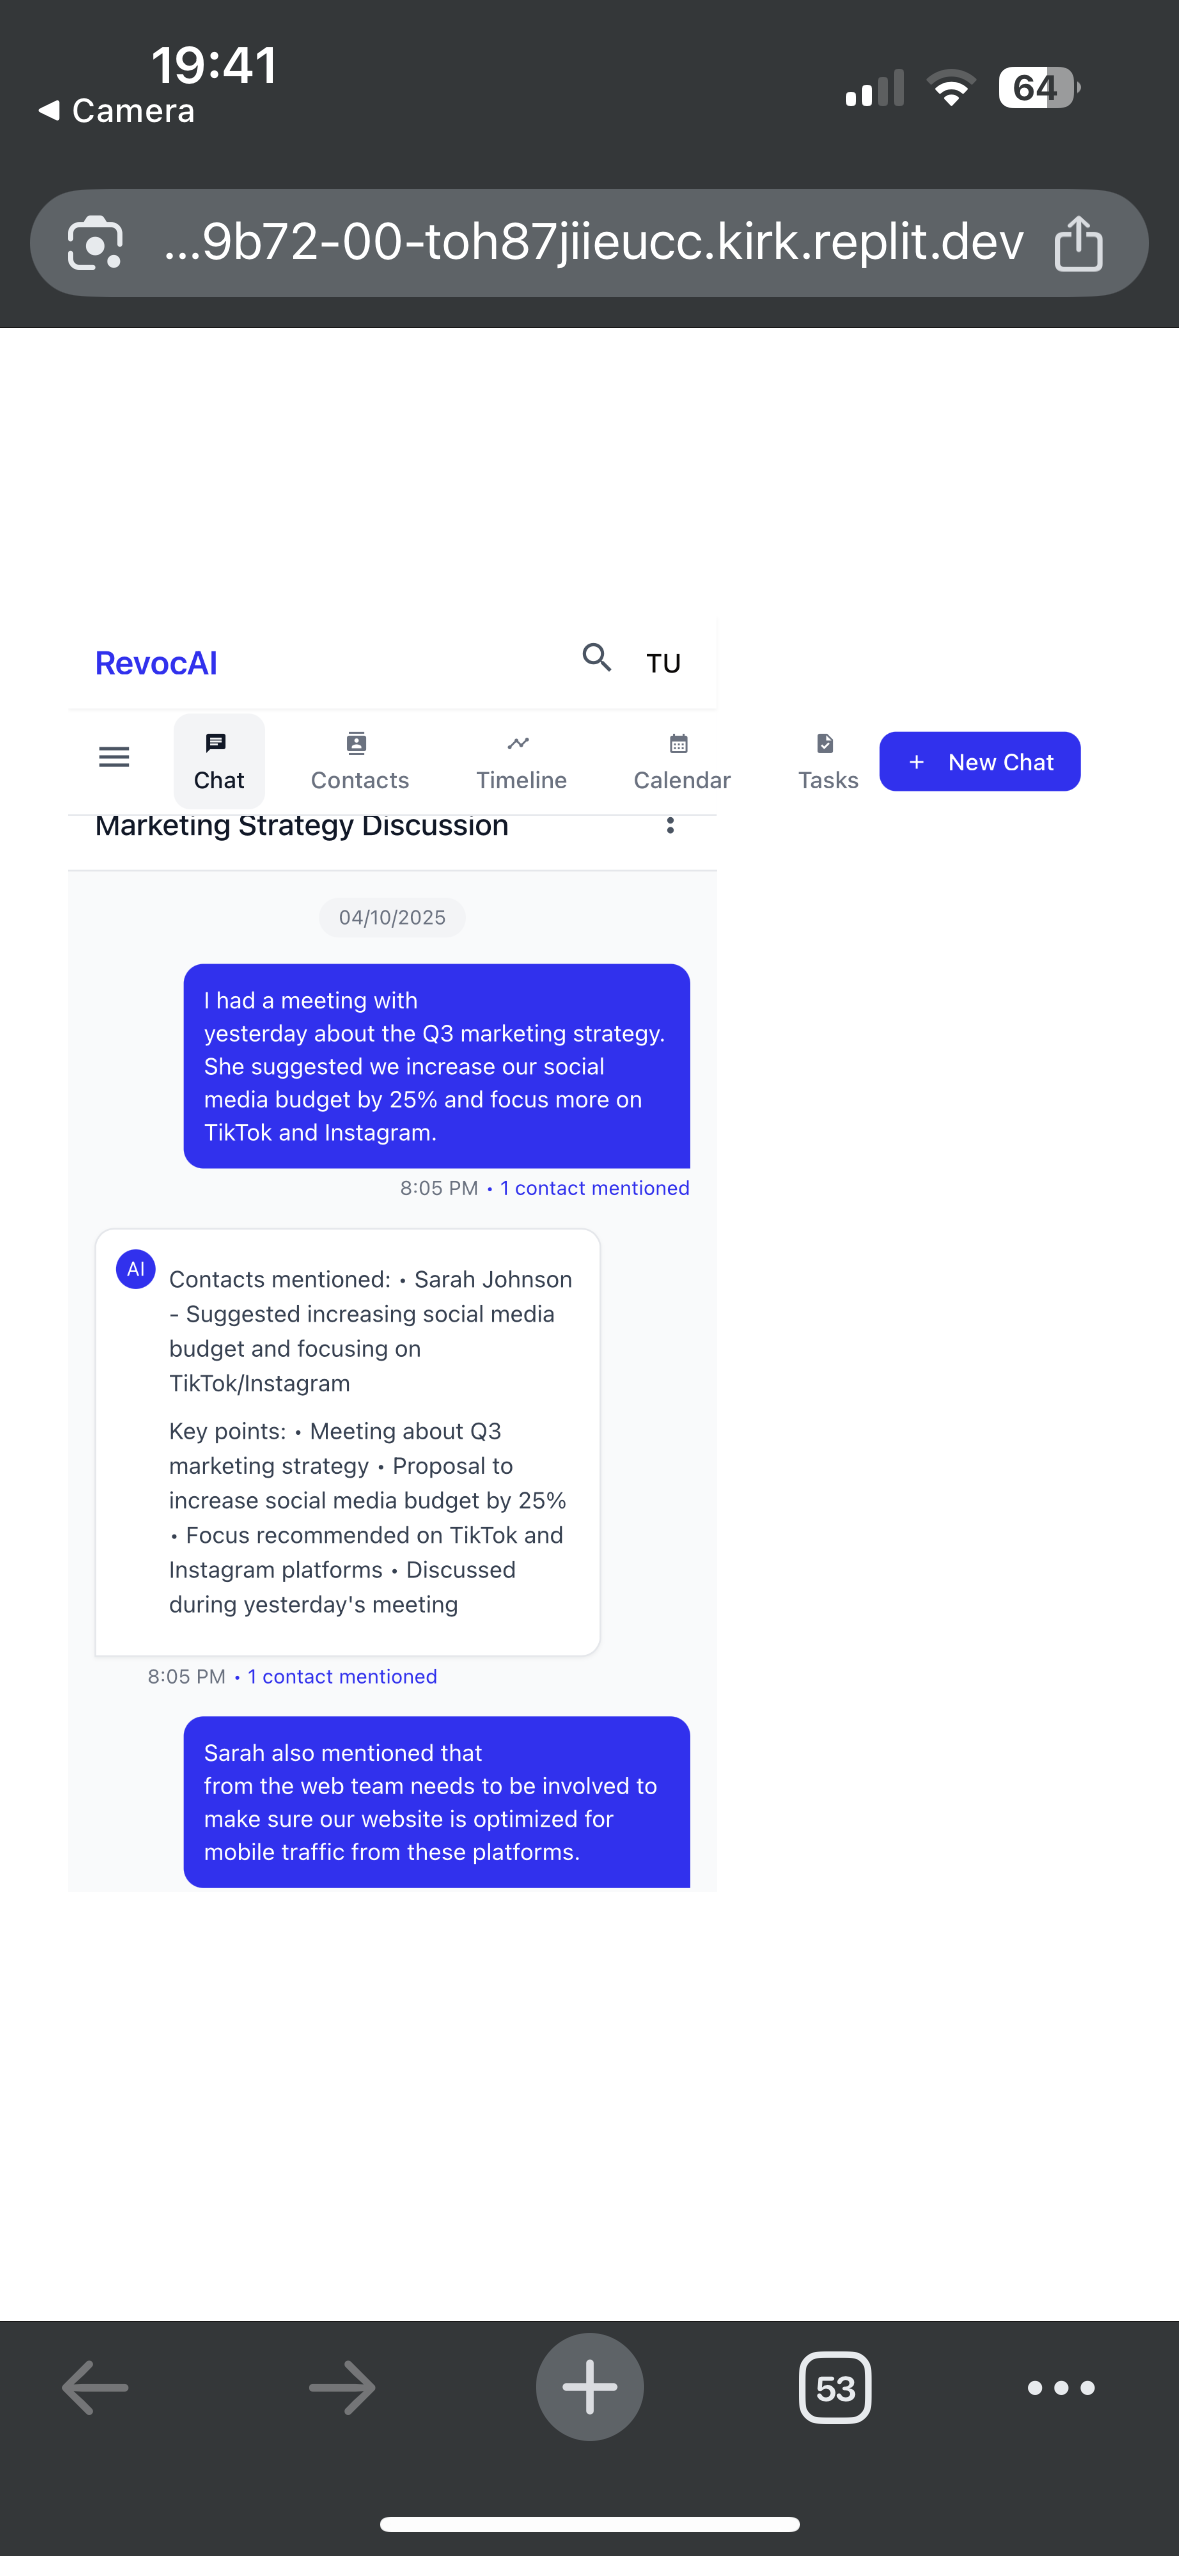 19:41
Camera
64
...9b72-00-toh87jjieucc.kirk.replit.dev
RevocAI
TU
Chat
Contacts
Timeline
Calendar
Tasks
+ New Chat
Marketing Strategy Discussion
04/10/2025
I had a meeting with
yesterday about the Q3 marketing strategy.
She suggested we increase our social
media budget by 25% and focus more on
TikTok and Instagram.
8:05 PM • 1 contact mentioned
AI
Contacts mentioned: • Sarah Johnson
- Suggested increasing social media
budget and focusing on
TikTok/Instagram
Key points: • Meeting about Q3
marketing strategy • Proposal to
increase social media budget by 25%
• Focus recommended on TikTok and
Instagram platforms • Discussed
during yesterday's meeting
8:05 PM • 1 contact mentioned
Sarah also mentioned that
from the web team needs to be involved to
make sure our website is optimized for
mobile traffic from these platforms.
53